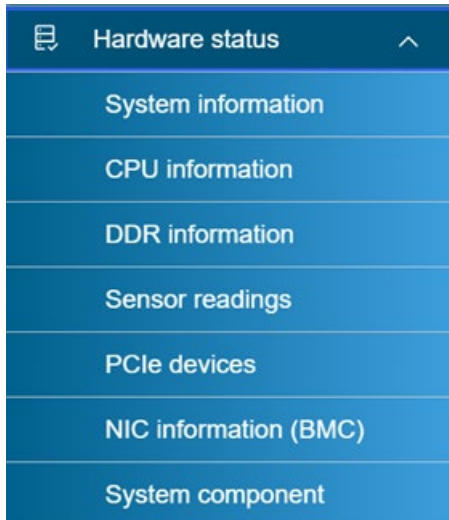 Hardware status
System information
CPU information
DDR information
Sensor readings
PCIe devices
NIC information (BMC)
System component